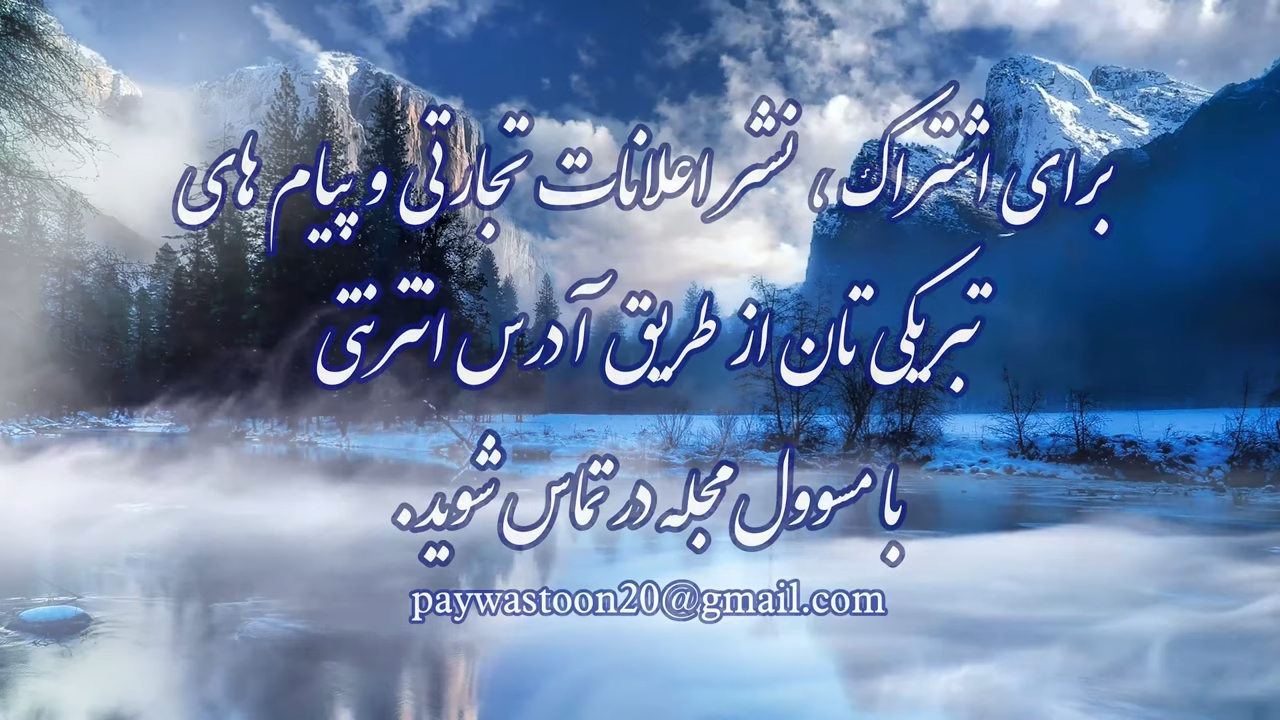 برای اشتراک، نشر اعلانات تجارتی و پیام های
تبریکی تان از طریق آدرس انترنتی
با مسوول مجله در تماس شوید.
paywastoon20@gmail.com